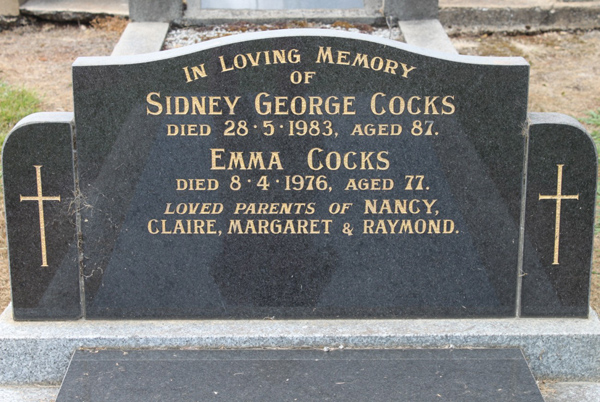 In Loving Memory
of
Sidney George Cocks
died 28·5·1983, aged 87.
Emma Cocks
died 8·4·1976, aged 77.
loved parents of NANCY,
CLAIRE, MARGARET & RAYMOND.